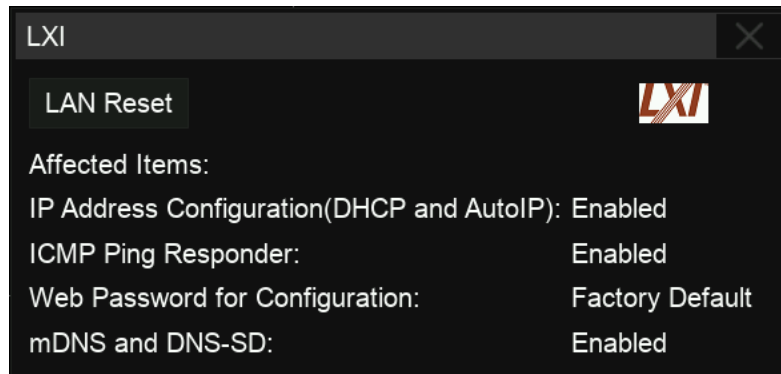 LXI
LAN Reset
LXI
Affected Items:
IP Address Configuration(DHCP and AutoIP): Enabled
ICMP Ping Responder: Enabled
Web Password for Configuration: Factory Default
mDNS and DNS-SD: Enabled